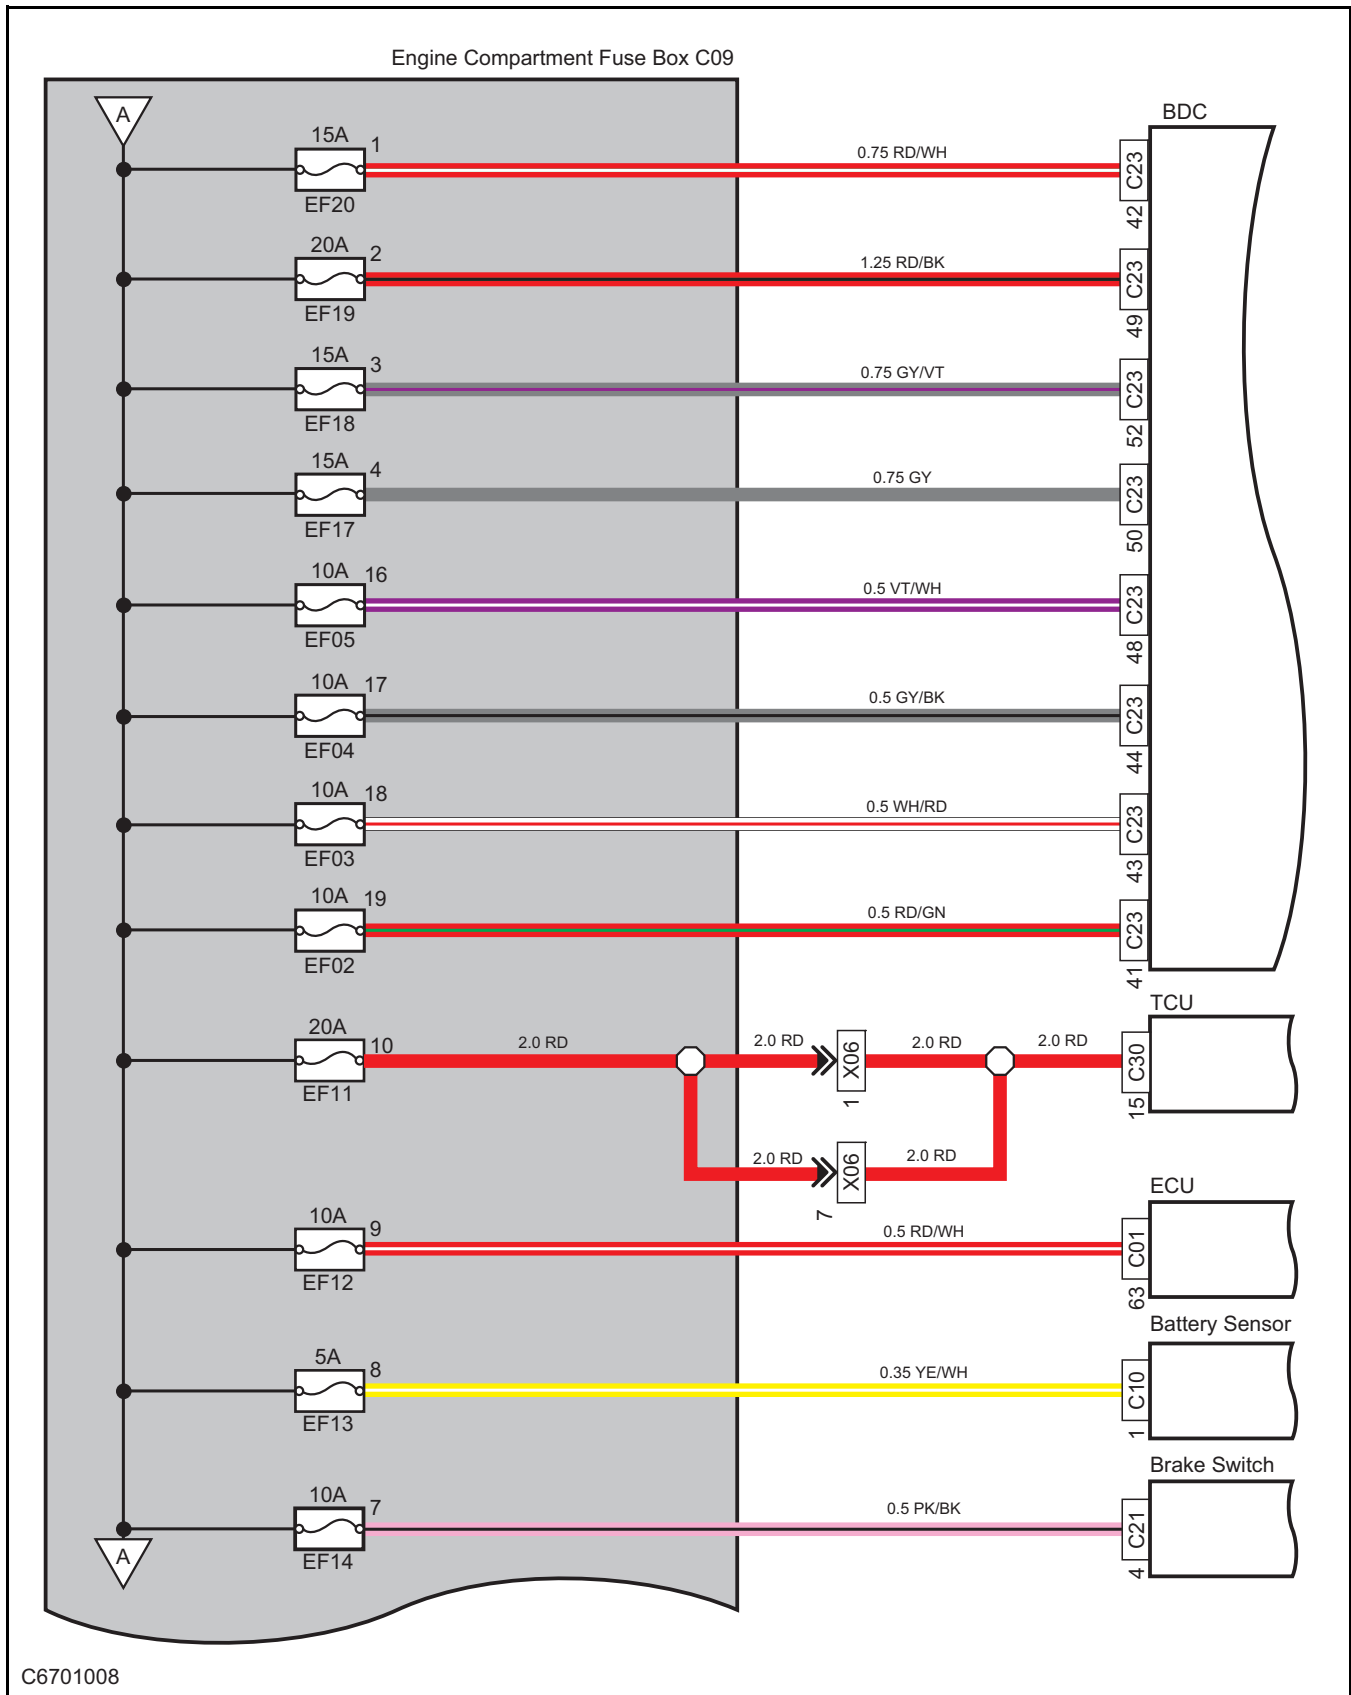 Engine Compartment Fuse Box C09
BDC
A
15A
1
0.75 RD/WH
C23
42
EF20
20A
2
1.25 RD/BK
C23
49
EF19
15A
3
0.75 GY/VT
C23
52
EF18
15A
4
0.75 GY
C23
50
EF17
10A
16
0.5 VT/WH
C23
48
EF05
10A
17
0.5 GY/BK
C23
44
EF04
10A
18
0.5 WH/RD
C23
43
EF03
10A
19
0.5 RD/GN
C23
41
EF02
TCU
20A
10
2.0 RD
2.0 RD
X06
1
2.0 RD
2.0 RD
C30
15
EF11
2.0 RD
X06
7
2.0 RD
ECU
10A
9
0.5 RD/WH
C01
63
EF12
Battery Sensor
5A
8
0.35 YE/WH
C10
1
EF13
Brake Switch
10A
7
0.5 PK/BK
C21
4
EF14
A
C6701008